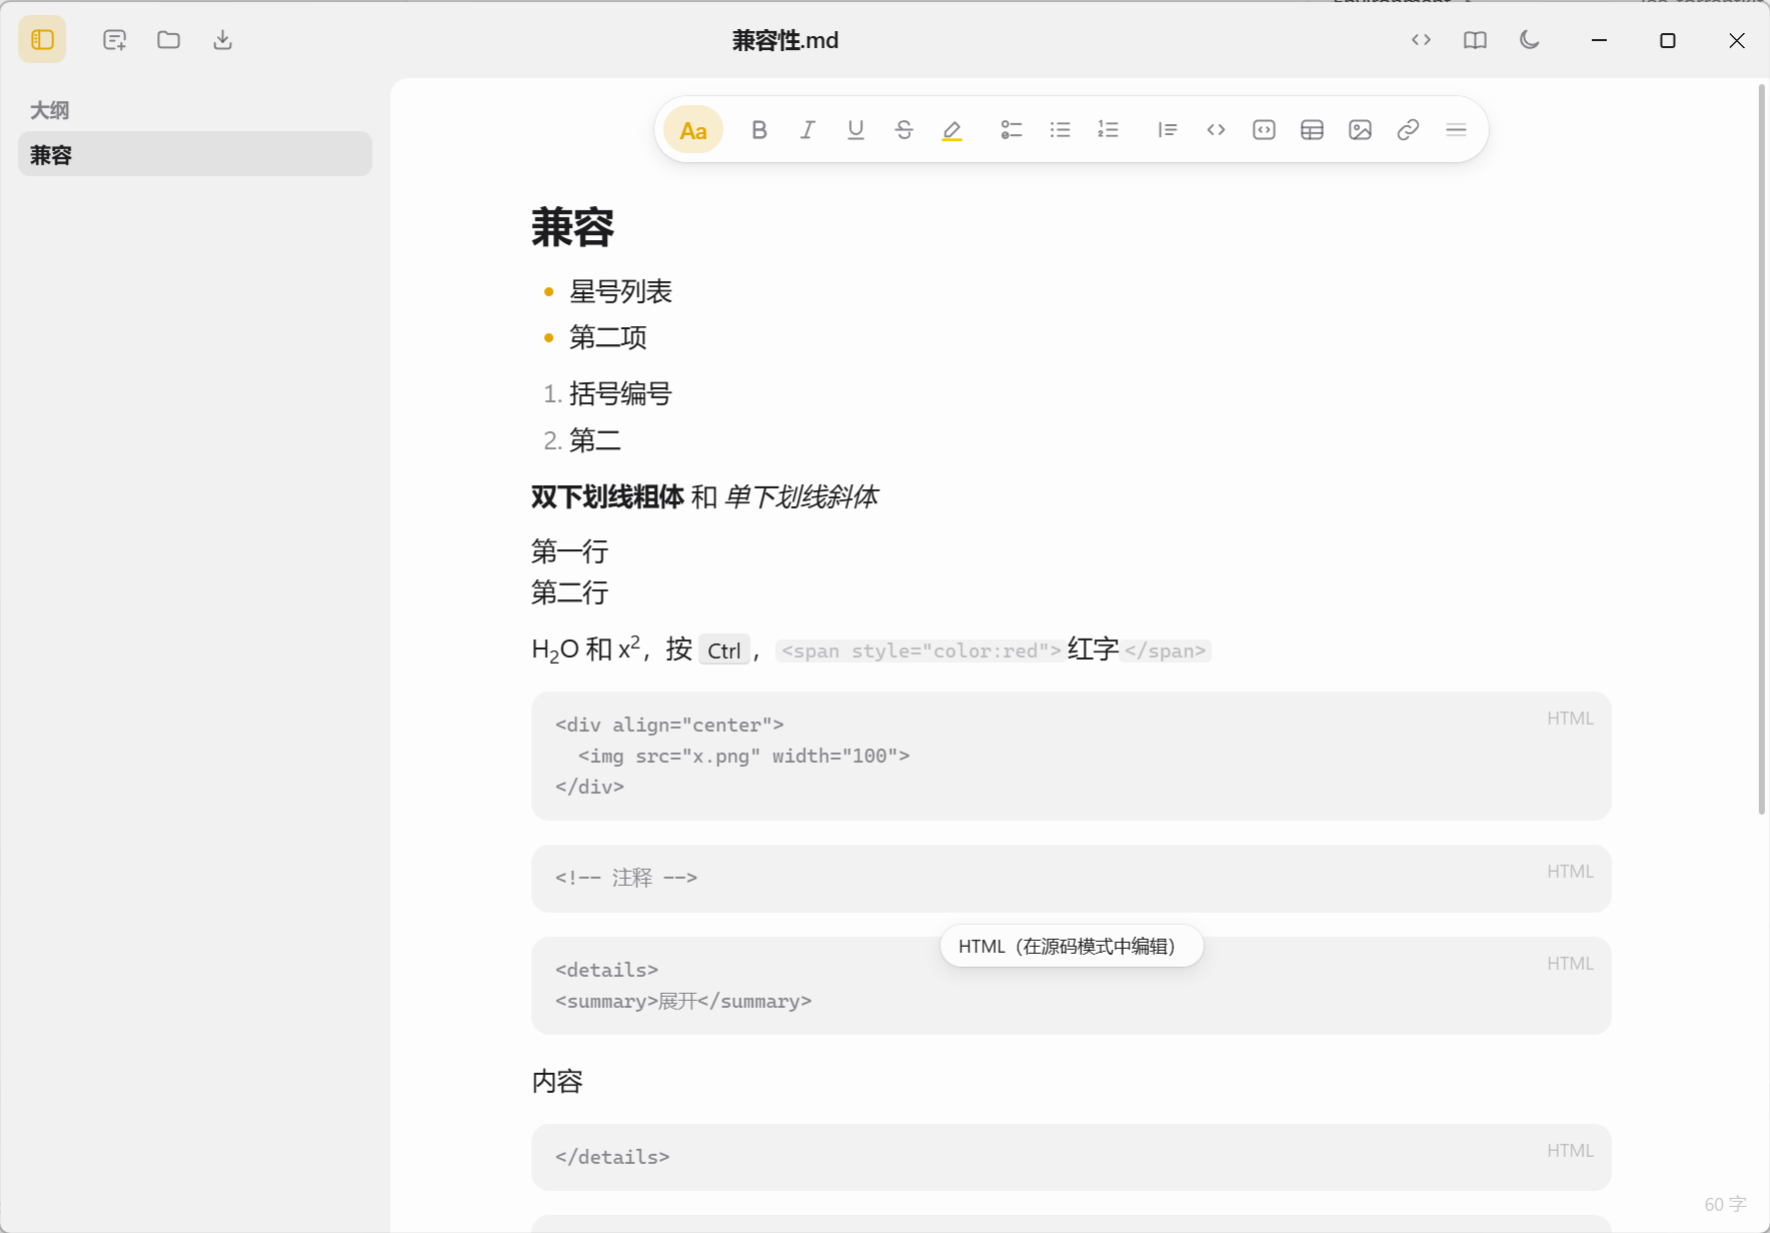 兼容性.md
大纲
兼容
Aa
兼容
• 星号列表
• 第二项
1. 括号编号
2. 第二
双下划线粗体 和 单下划线斜体
第一行
第二行
H₂O 和 x²，按 Ctrl，<span style="color:red">红字</span>
HTML
<div align="center">
  <img src="x.png" width="100">
</div>
HTML
<!-- 注释 -->
HTML（在源码模式中编辑）
HTML
<details>
<summary>展开</summary>
内容
HTML
</details>
60 字